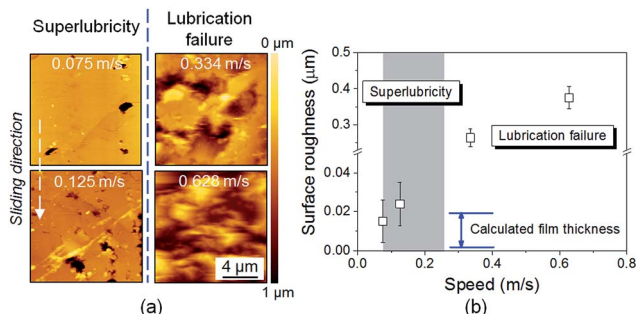 (a)
Superlubricity
Lubrication
failure
0 μm
0.075 m/s
0.334 m/s
Sliding direction
0.125 m/s
0.628 m/s
4 μm
1 μm
(a)
(b)
0.5
0.4
0.3
0.04
0.02
0.00
Surface roughness (μm)
Superlubricity
Lubrication failure
Calculated film thickness
0.0
0.2
0.4
0.6
0.8
Speed (m/s)
(b)